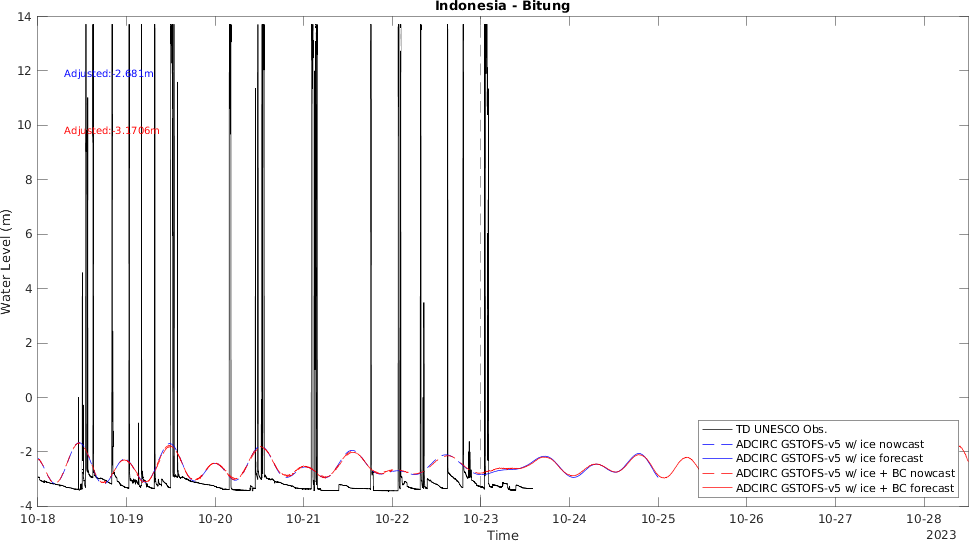 Indonesia - Bitung
14
12
10
8
6
4
2
0
-2
-4
Water Level (m)
Adjusted:-2.681m
Adjusted:-3.1706m
TD UNESCO Obs.
ADCIRC GSTOFS-v5 w/ ice nowcast
ADCIRC GSTOFS-v5 w/ ice forecast
ADCIRC GSTOFS-v5 w/ ice + BC nowcast
ADCIRC GSTOFS-v5 w/ ice + BC forecast
10-18 10-19 10-20 10-21 10-22 10-23 10-24 10-25 10-26 10-27 10-28
Time
2023